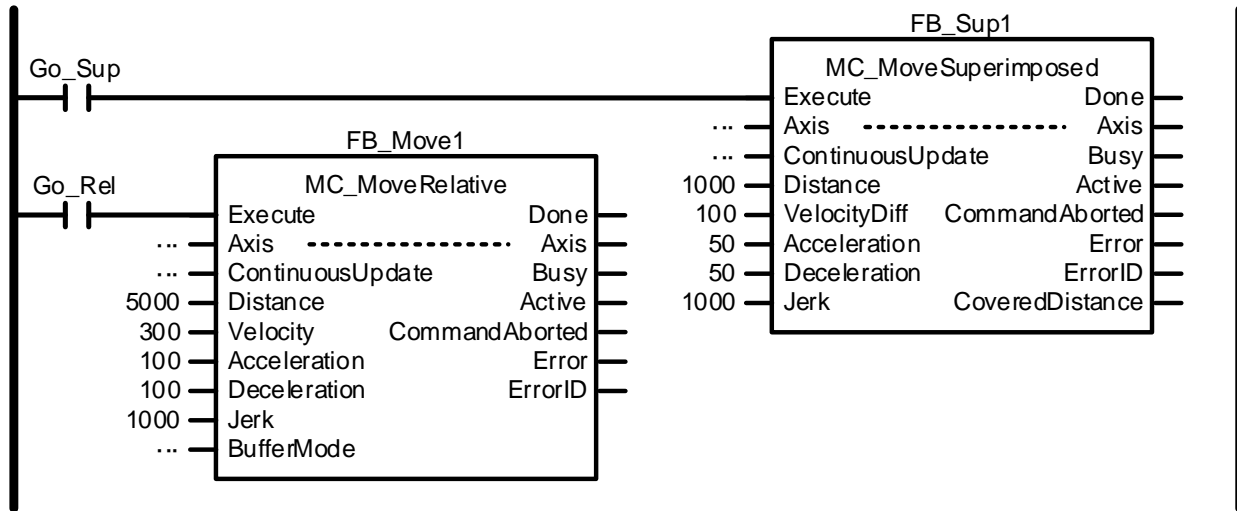 FB_Sup1
Go_Sup
MC_MoveSuperimposed
Execute Done
... Axis Axis
... ContinuousUpdate Busy
1000 Distance Active
100 VelocityDiff CommandAborted
50 Acceleration Error
50 Deceleration ErrorID
1000 Jerk CoveredDistance
FB_Move1
Go_Rel
MC_MoveRelative
Execute Done
... Axis Axis
... ContinuousUpdate Busy
5000 Distance Active
300 Velocity CommandAborted
100 Acceleration Error
100 Deceleration ErrorID
1000 Jerk
... BufferMode